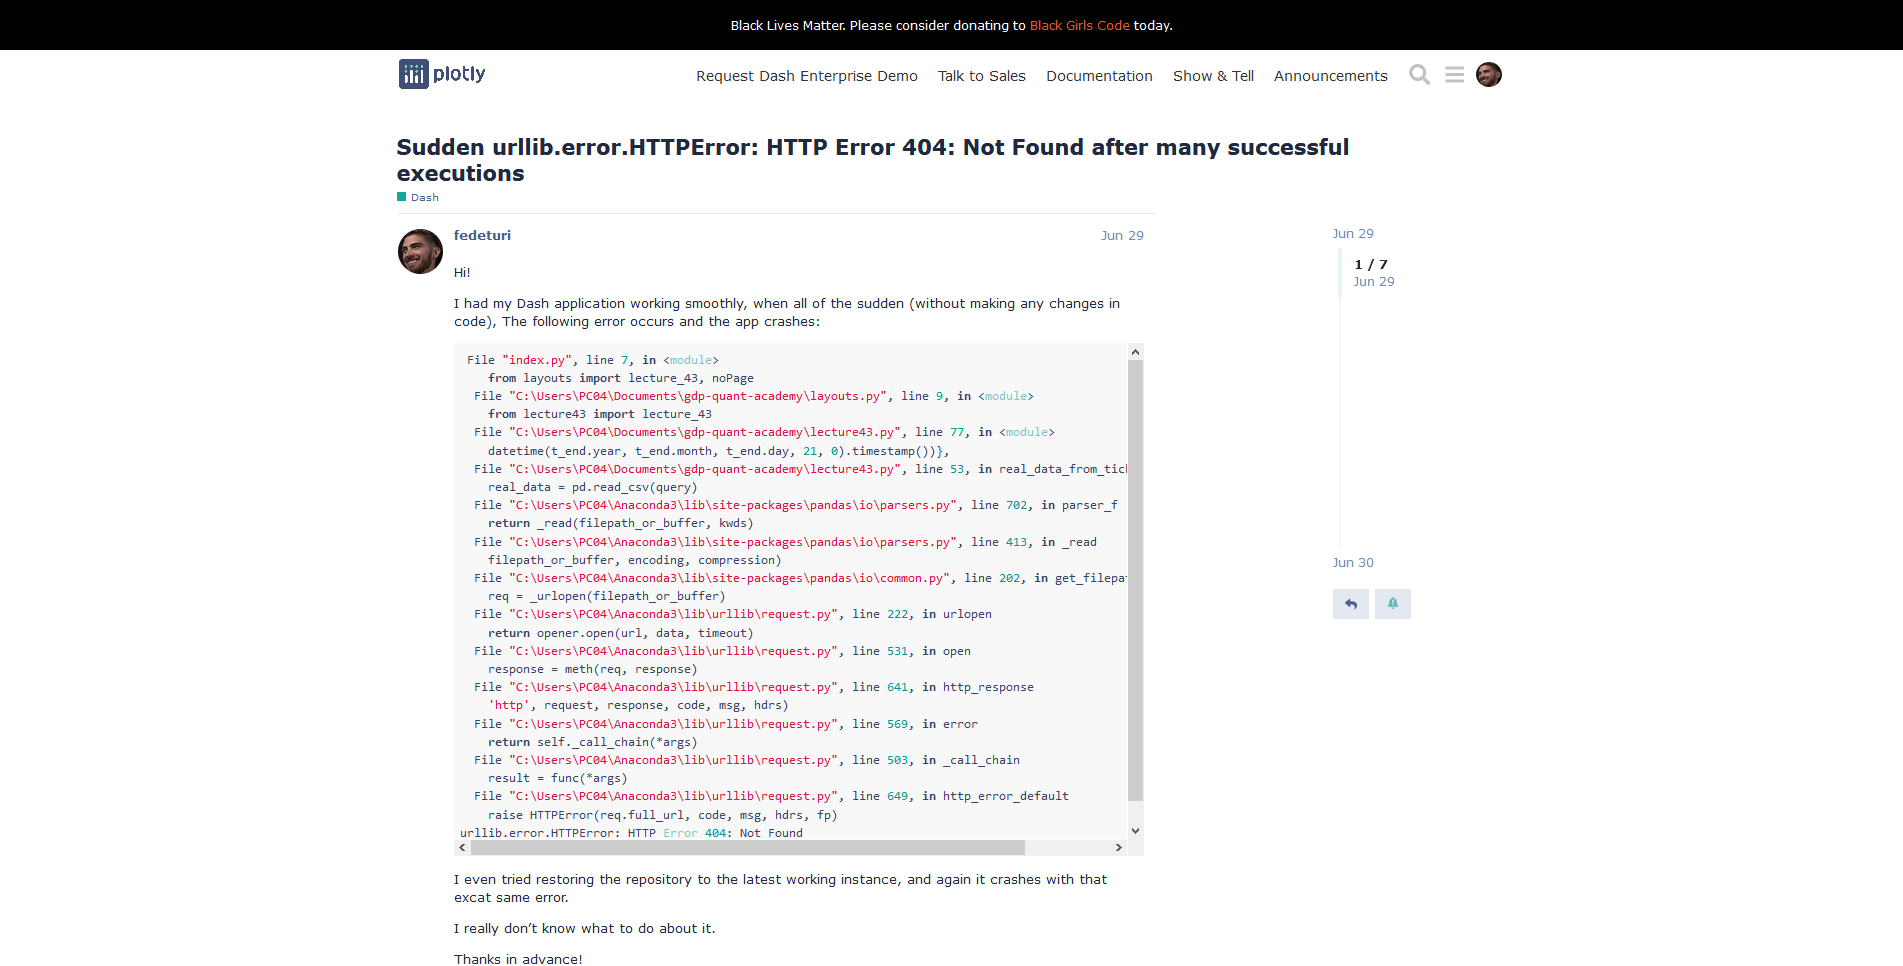 Black Lives Matter. Please consider donating to Black Girls Code today.
plotly
Request Dash Enterprise Demo
Talk to Sales
Documentation
Show & Tell
Announcements
Sudden urllib.error.HTTPError: HTTP Error 404: Not Found after many successful
executions
Dash
fedeturi
Jun 29
Hi!
I had my Dash application working smoothly, when all of the sudden (without making any changes in
code), The following error occurs and the app crashes:
File "index.py", line 7, in <module>
from layouts import lecture_43, noPage
File "C:\Users\PC04\Documents\gdp-quant-academy\layouts.py", line 9, in <module>
from lecture43 import lecture_43
File "C:\Users\PC04\Documents\gdp-quant-academy\lecture43.py", line 77, in <module>
datetime(t_end.year, t_end.month, t_end.day, 21, 0).timestamp())},
File "C:\Users\PC04\Documents\gdp-quant-academy\lecture43.py", line 53, in real_data_from_tick
real_data = pd.read_csv(query)
File "C:\Users\PC04\Anaconda3\lib\site-packages\pandas\io\parsers.py", line 702, in parser_f
return _read(filepath_or_buffer, kwds)
File "C:\Users\PC04\Anaconda3\lib\site-packages\pandas\io\parsers.py", line 413, in _read
filepath_or_buffer, encoding, compression)
File "C:\Users\PC04\Anaconda3\lib\site-packages\pandas\io\common.py", line 202, in get_filepat
req = _urlopen(filepath_or_buffer)
File "C:\Users\PC04\Anaconda3\lib\urllib\request.py", line 222, in urlopen
return opener.open(url, data, timeout)
File "C:\Users\PC04\Anaconda3\lib\urllib\request.py", line 531, in open
response = meth(req, response)
File "C:\Users\PC04\Anaconda3\lib\urllib\request.py", line 641, in http_response
'http', request, response, code, msg, hdrs)
File "C:\Users\PC04\Anaconda3\lib\urllib\request.py", line 569, in error
return self._call_chain(*args)
File "C:\Users\PC04\Anaconda3\lib\urllib\request.py", line 503, in _call_chain
result = func(*args)
File "C:\Users\PC04\Anaconda3\lib\urllib\request.py", line 649, in http_error_default
raise HTTPError(req.full_url, code, msg, hdrs, fp)
urllib.error.HTTPError: HTTP Error 404: Not Found
I even tried restoring the repository to the latest working instance, and again it crashes with that
excat same error.
I really don't know what to do about it.
Thanks in advance!
Jun 29
1 / 7
Jun 29
Jun 30